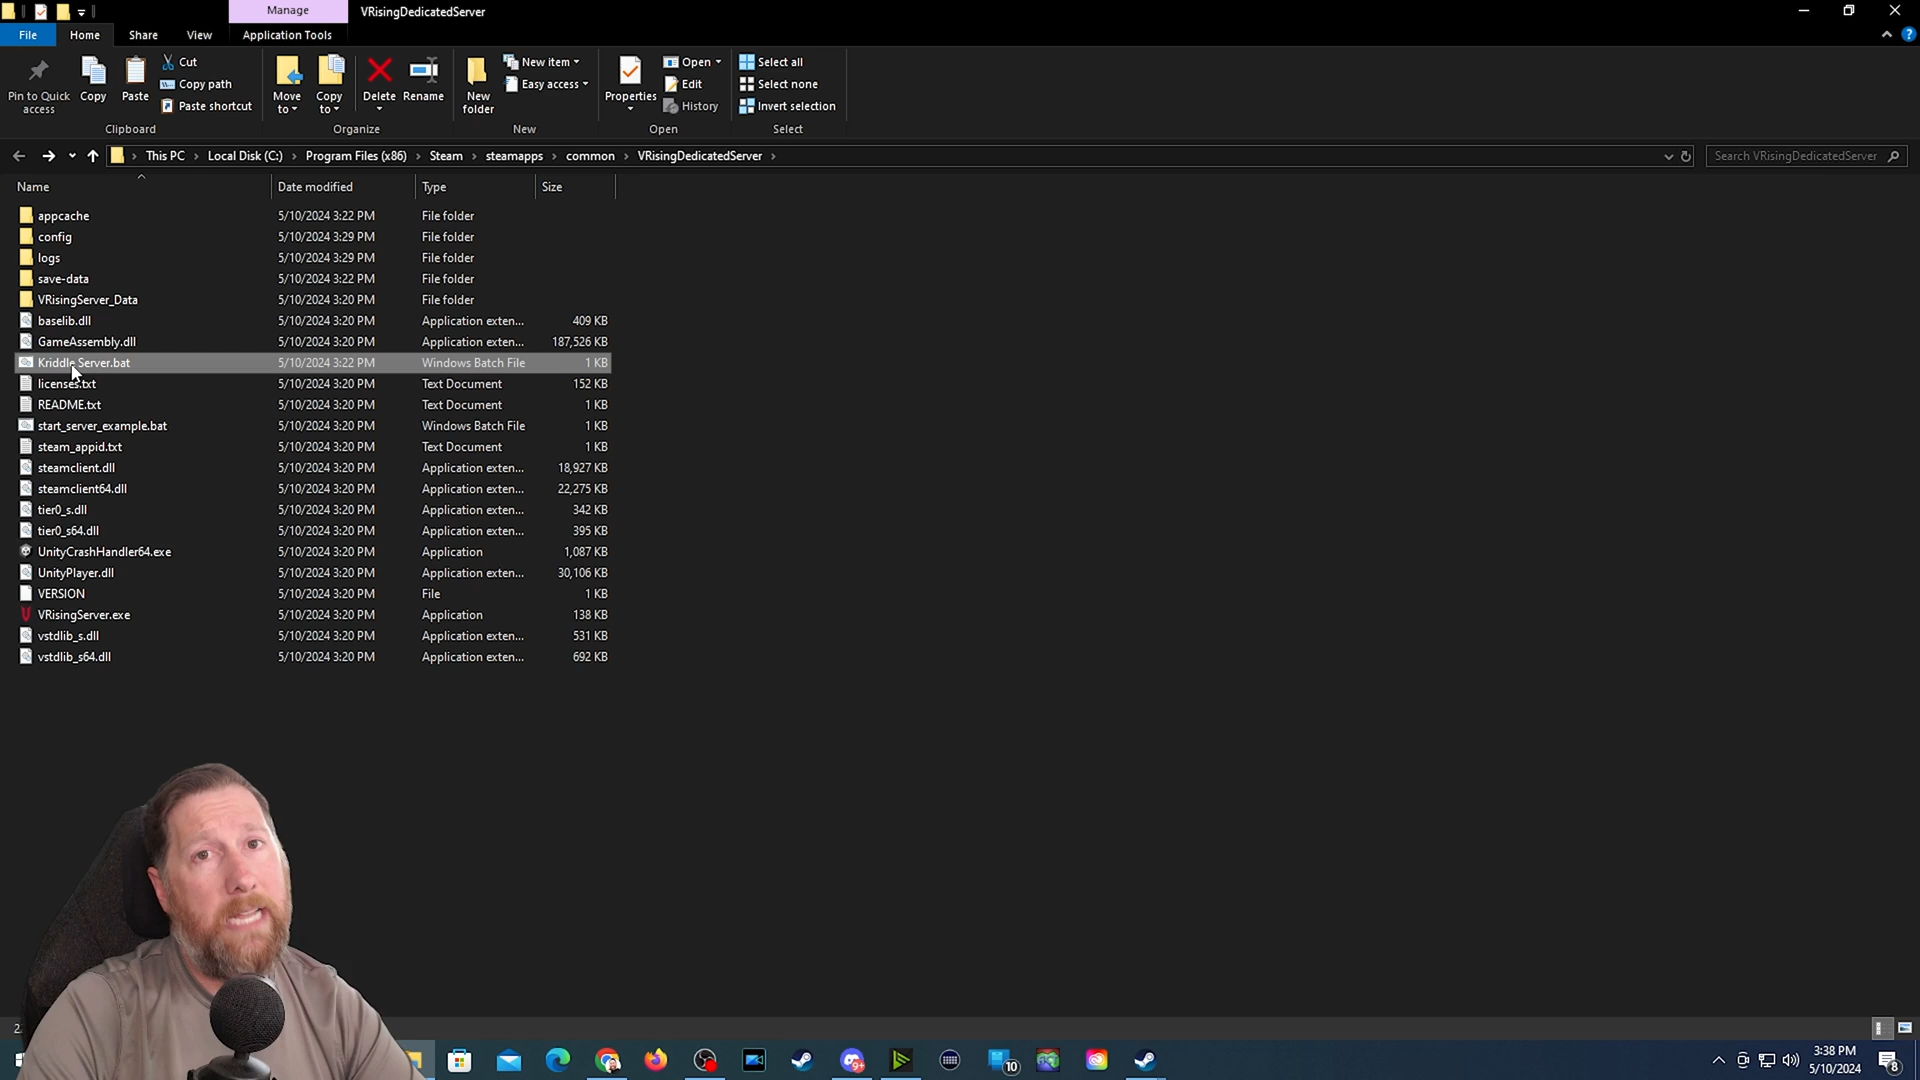 Manage
VRisingDedicatedServer
File
Home
Share
View
Application Tools
Pin to Quick access
Copy
Paste
Cut
Copy path
Paste shortcut
Move to
Copy to
Delete
Rename
New folder
New item
Easy access
Properties
Open
Edit
History
Select all
Select none
Invert selection
Clipboard
Organize
New
Open
Select
This PC
Local Disk (C:)
Program Files (x86)
Steam
steamapps
common
VRisingDedicatedServer
Search VRisingDedicatedServer
Name Date modified Type Size
appcache 5/10/2024 3:22 PM File folder
config 5/10/2024 3:29 PM File folder
logs 5/10/2024 3:29 PM File folder
save-data 5/10/2024 3:22 PM File folder
VRisingServer_Data 5/10/2024 3:20 PM File folder
baselib.dll 5/10/2024 3:20 PM Application exten... 409 KB
GameAssembly.dll 5/10/2024 3:20 PM Application exten... 187,526 KB
Kriddle Server.bat 5/10/2024 3:22 PM Windows Batch File 1 KB
licenses.txt 5/10/2024 3:20 PM Text Document 152 KB
README.txt 5/10/2024 3:20 PM Text Document 1 KB
start_server_example.bat 5/10/2024 3:20 PM Windows Batch File 1 KB
steam_appid.txt 5/10/2024 3:20 PM Text Document 1 KB
steamclient.dll 5/10/2024 3:20 PM Application exten... 18,927 KB
steamclient64.dll 5/10/2024 3:20 PM Application exten... 22,275 KB
tier0_s.dll 5/10/2024 3:20 PM Application exten... 342 KB
tier0_s64.dll 5/10/2024 3:20 PM Application exten... 395 KB
UnityCrashHandler64.exe 5/10/2024 3:20 PM Application 1,087 KB
UnityPlayer.dll 5/10/2024 3:20 PM Application exten... 30,106 KB
VERSION 5/10/2024 3:20 PM File 1 KB
VRisingServer.exe 5/10/2024 3:20 PM Application 138 KB
vstdlib_s.dll 5/10/2024 3:20 PM Application exten... 531 KB
vstdlib_s64.dll 5/10/2024 3:20 PM Application exten... 692 KB
9+
10
3:38 PM
5/10/2024
8